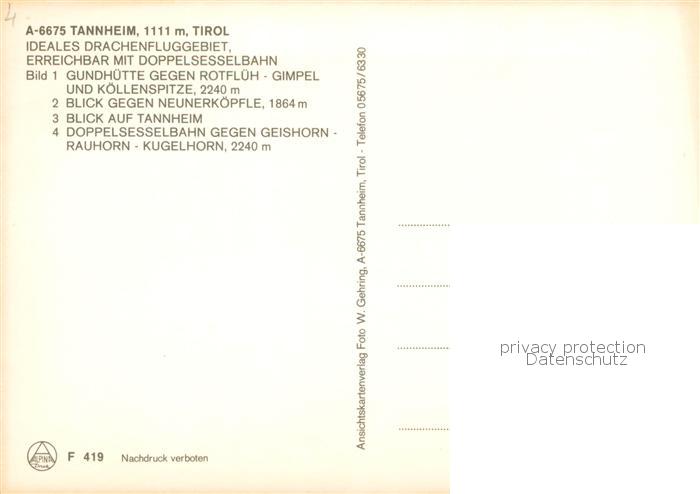 4
A-6675 TANNHEIM, 1111 m, TIROL
IDEALES DRACHENFLUGGEBIET,
ERREICHBAR MIT DOPPELSESSELBAHN
Bild 1 GUNDHÜTTE GEGEN ROTFLÜH - GIMPEL
UND KÖLLENSPITZE, 2240 m
2 BLICK GEGEN NEUNERKÖPFLE, 1864 m
3 BLICK AUF TANNHEIM
4 DOPPELSESSELBAHN GEGEN GEISHORN -
RAUHORN - KUGELHORN, 2240 m
Ansichtskartenverlag Foto W. Gehring, A-6675 Tannheim, Tirol - Telefon 05675/6330
privacy protection
Datenschutz
ALPINA
Druck
F 419 Nachdruck verboten